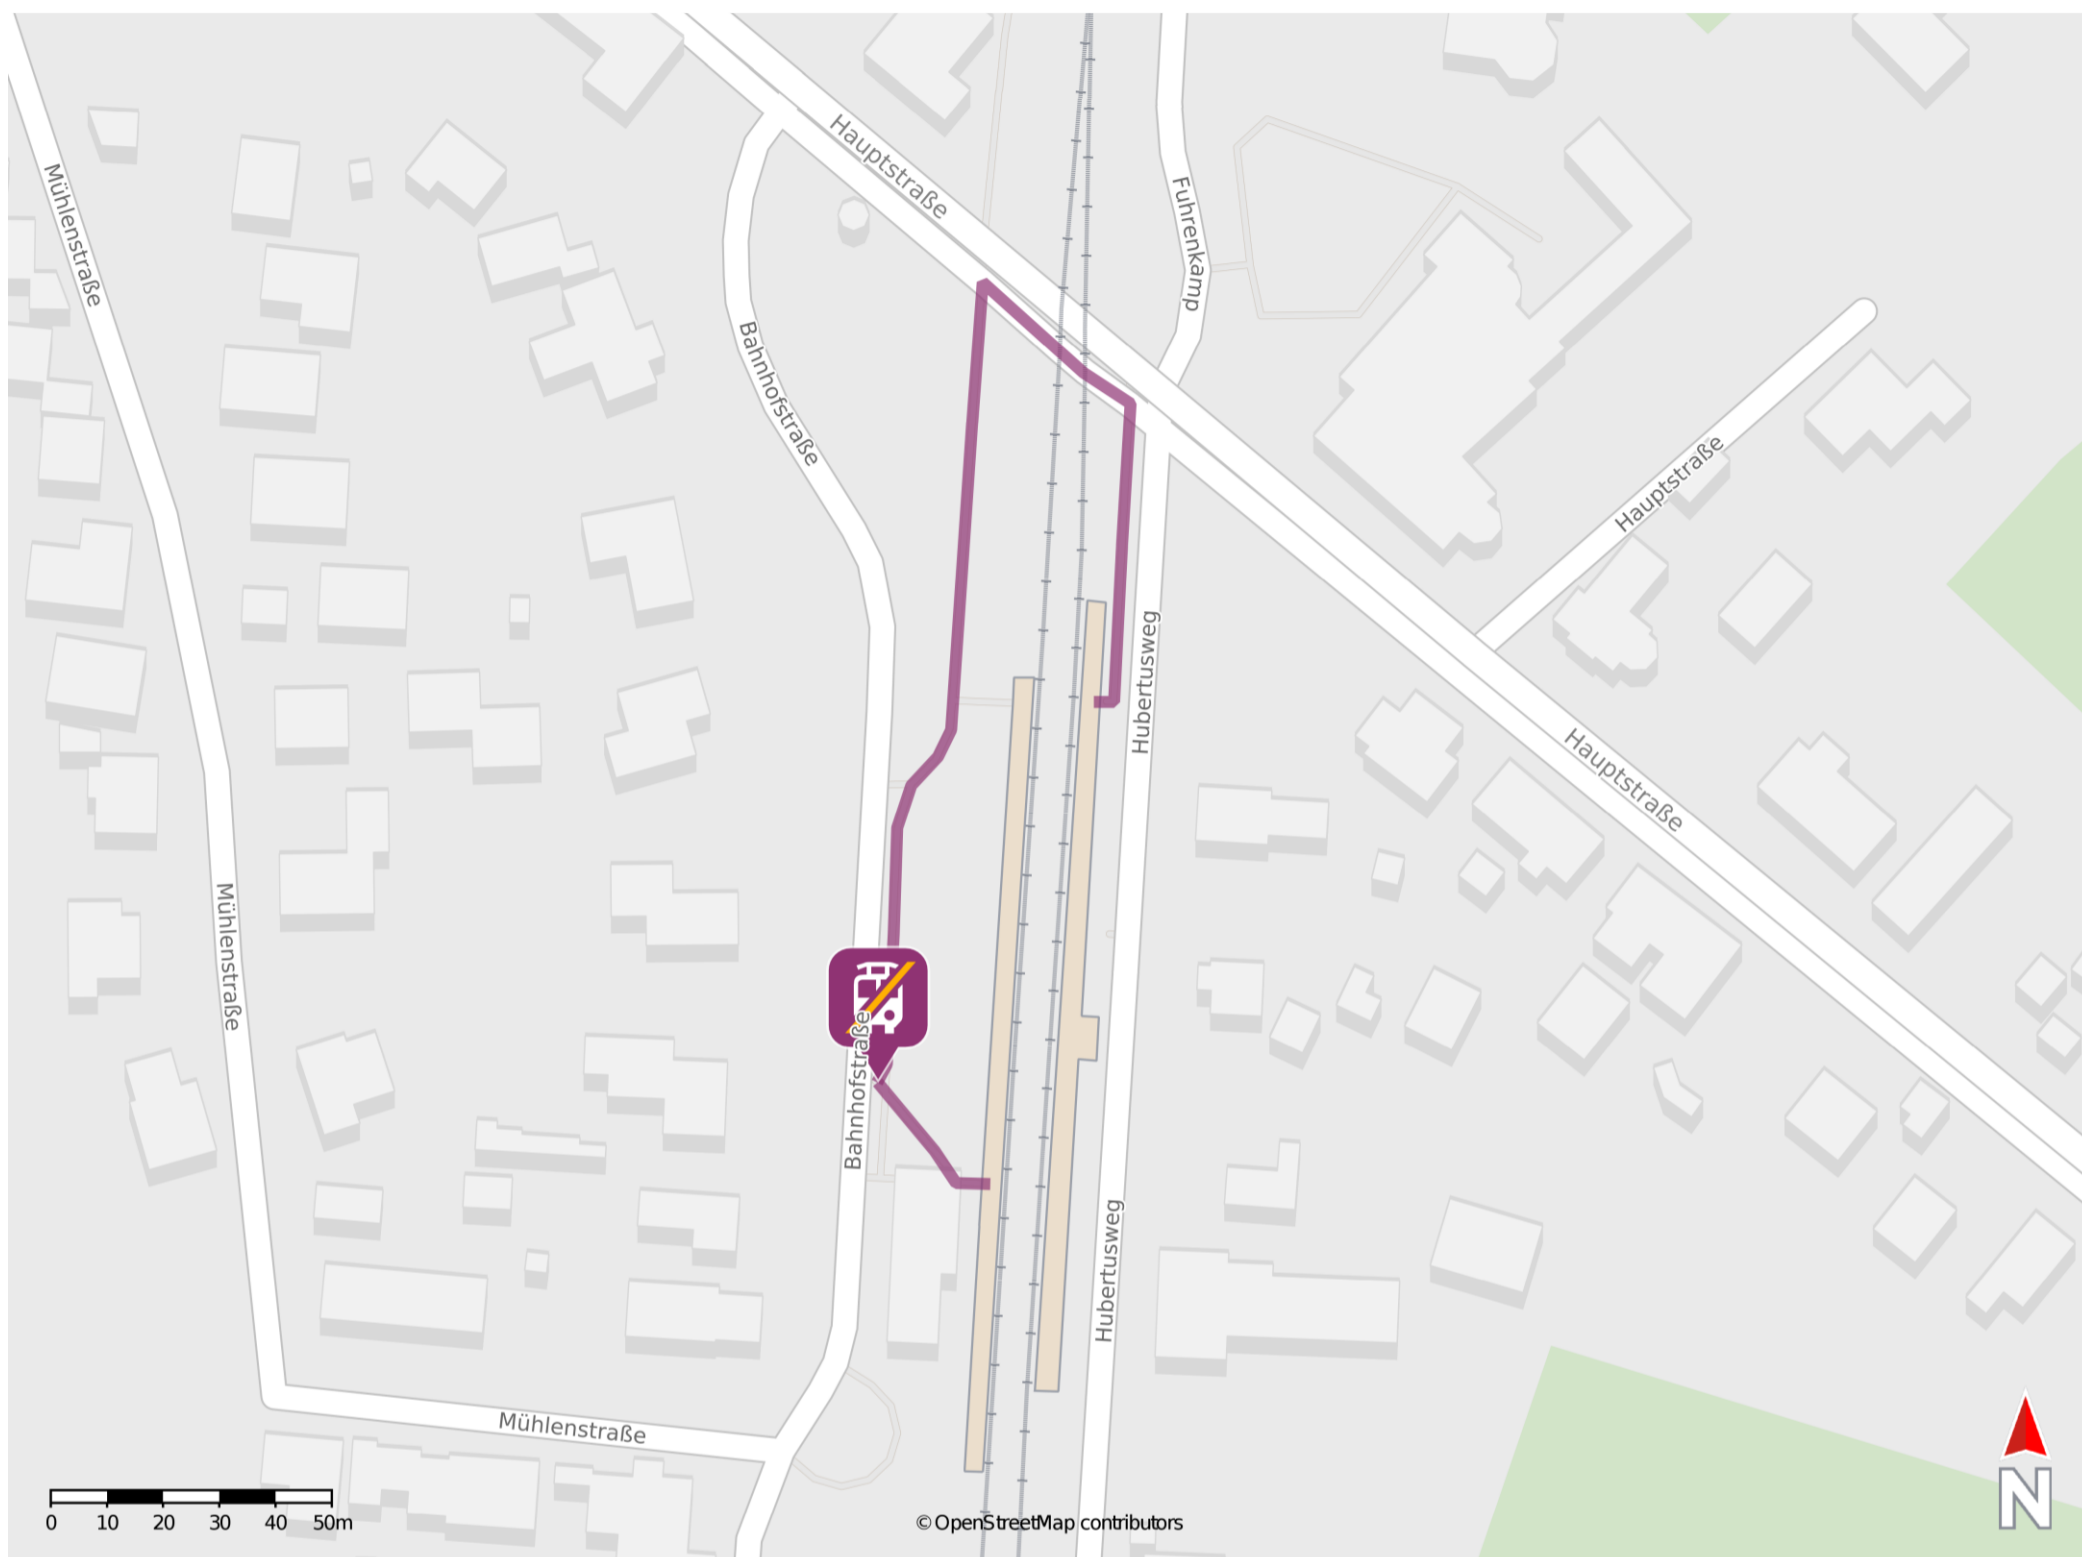 Hauptstraße
Mühlenstraße
Fuhrenkamp
Bahnhofstraße
Hauptstraße
Hubertusweg
Hauptstraße
Mühlenstraße
Bahnhofstraße
Hubertusweg
Mühlenstraße
N
0 10 20 30 40 50m
© OpenStreetMap contributors